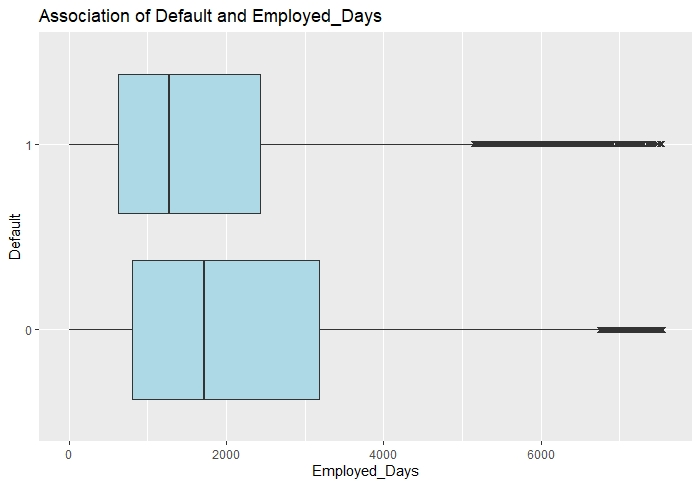 Association of Default and Employed_Days
Default
1
0
0 2000 4000 6000
Employed_Days